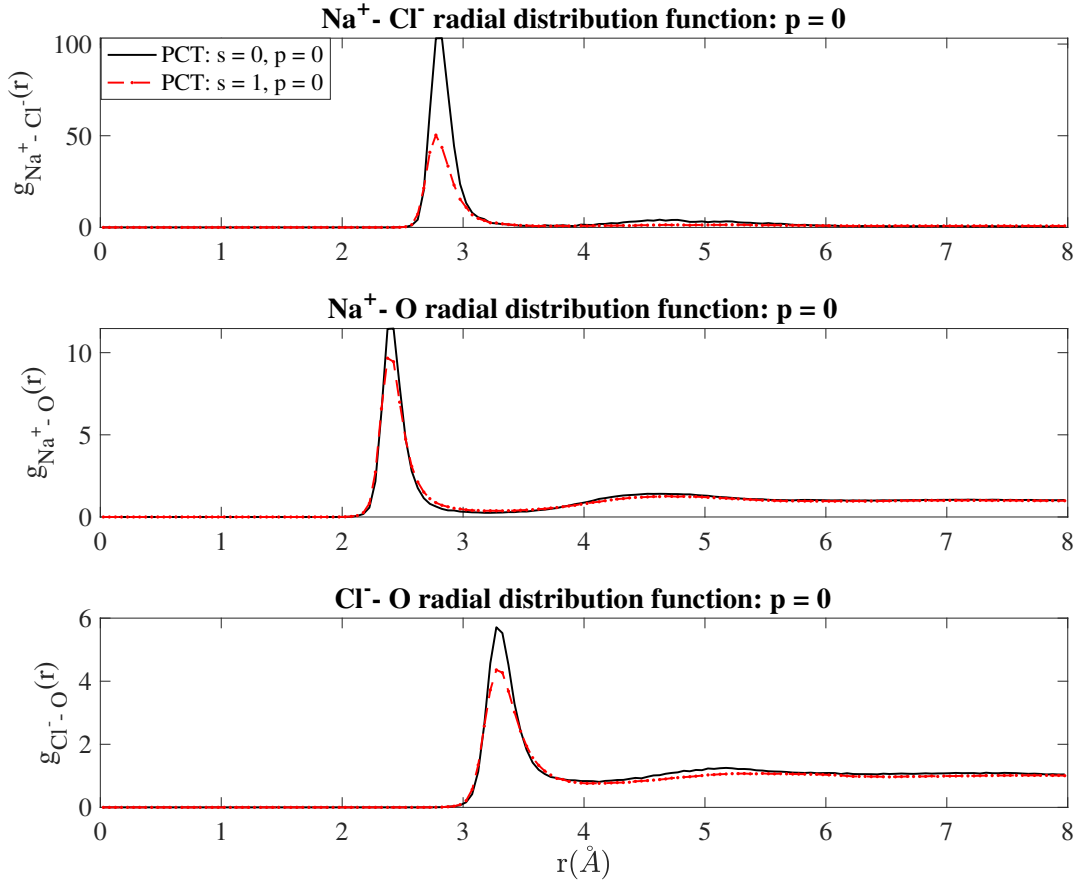 Na⁺- Cl⁻ radial distribution function: p = 0
g Na⁺- Cl⁻(r)
100
50
0
PCT: s = 0, p = 0
PCT: s = 1, p = 0
0 1 2 3 4 5 6 7 8
Na⁺- O radial distribution function: p = 0
g Na⁺- O(r)
10
5
0
0 1 2 3 4 5 6 7 8
Cl⁻- O radial distribution function: p = 0
g Cl⁻- O(r)
6
4
2
0
0 1 2 3 4 5 6 7 8
r(Å)